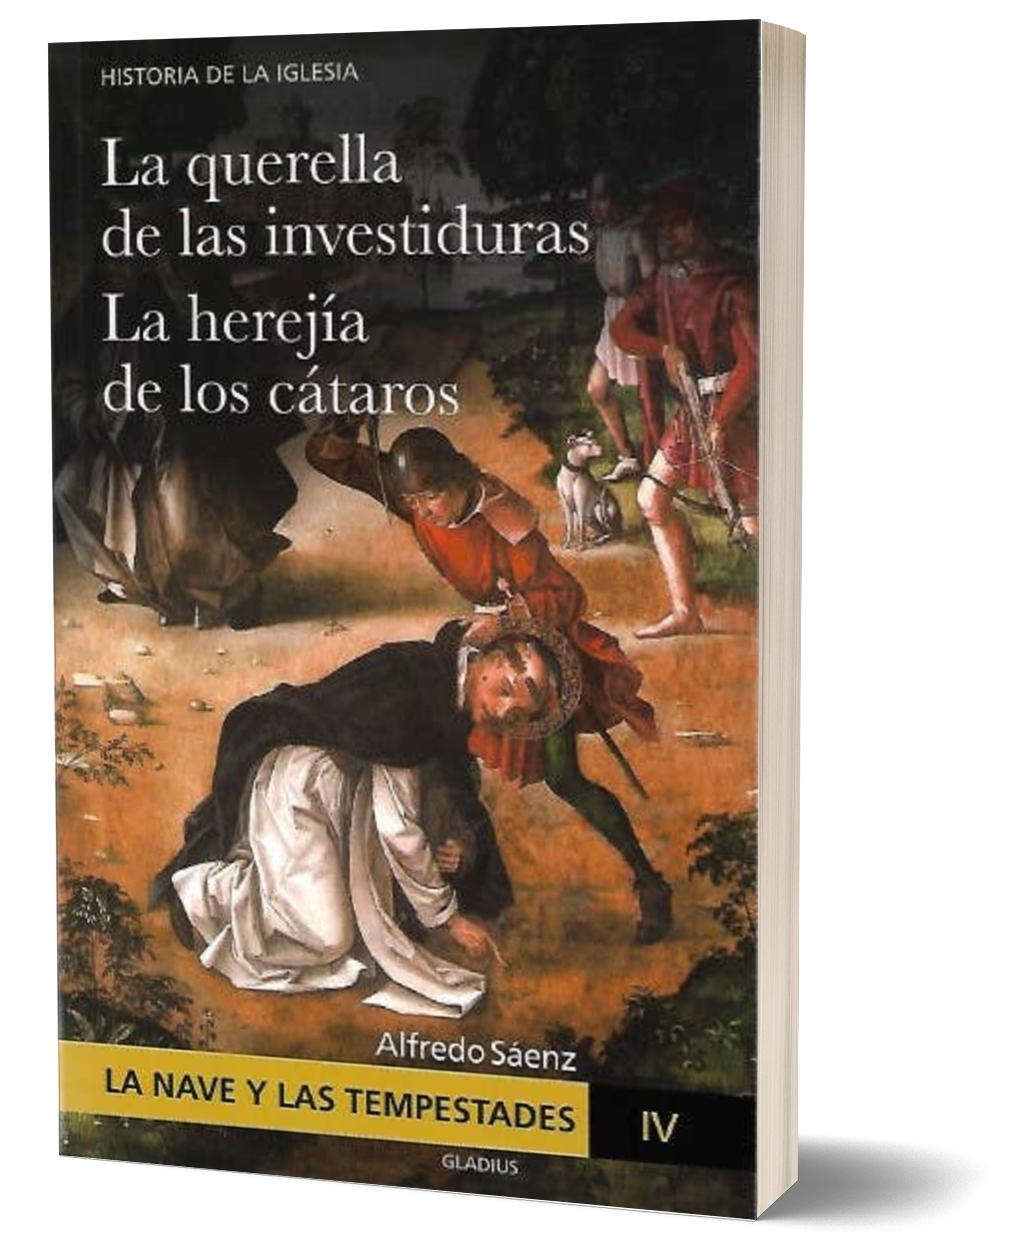 HISTORIA DE LA IGLESIA
La querella
de las investiduras
La herejía
de los cátaros
Alfredo Sáenz
LA NAVE Y LAS TEMPESTADES
IV
GLADIUS